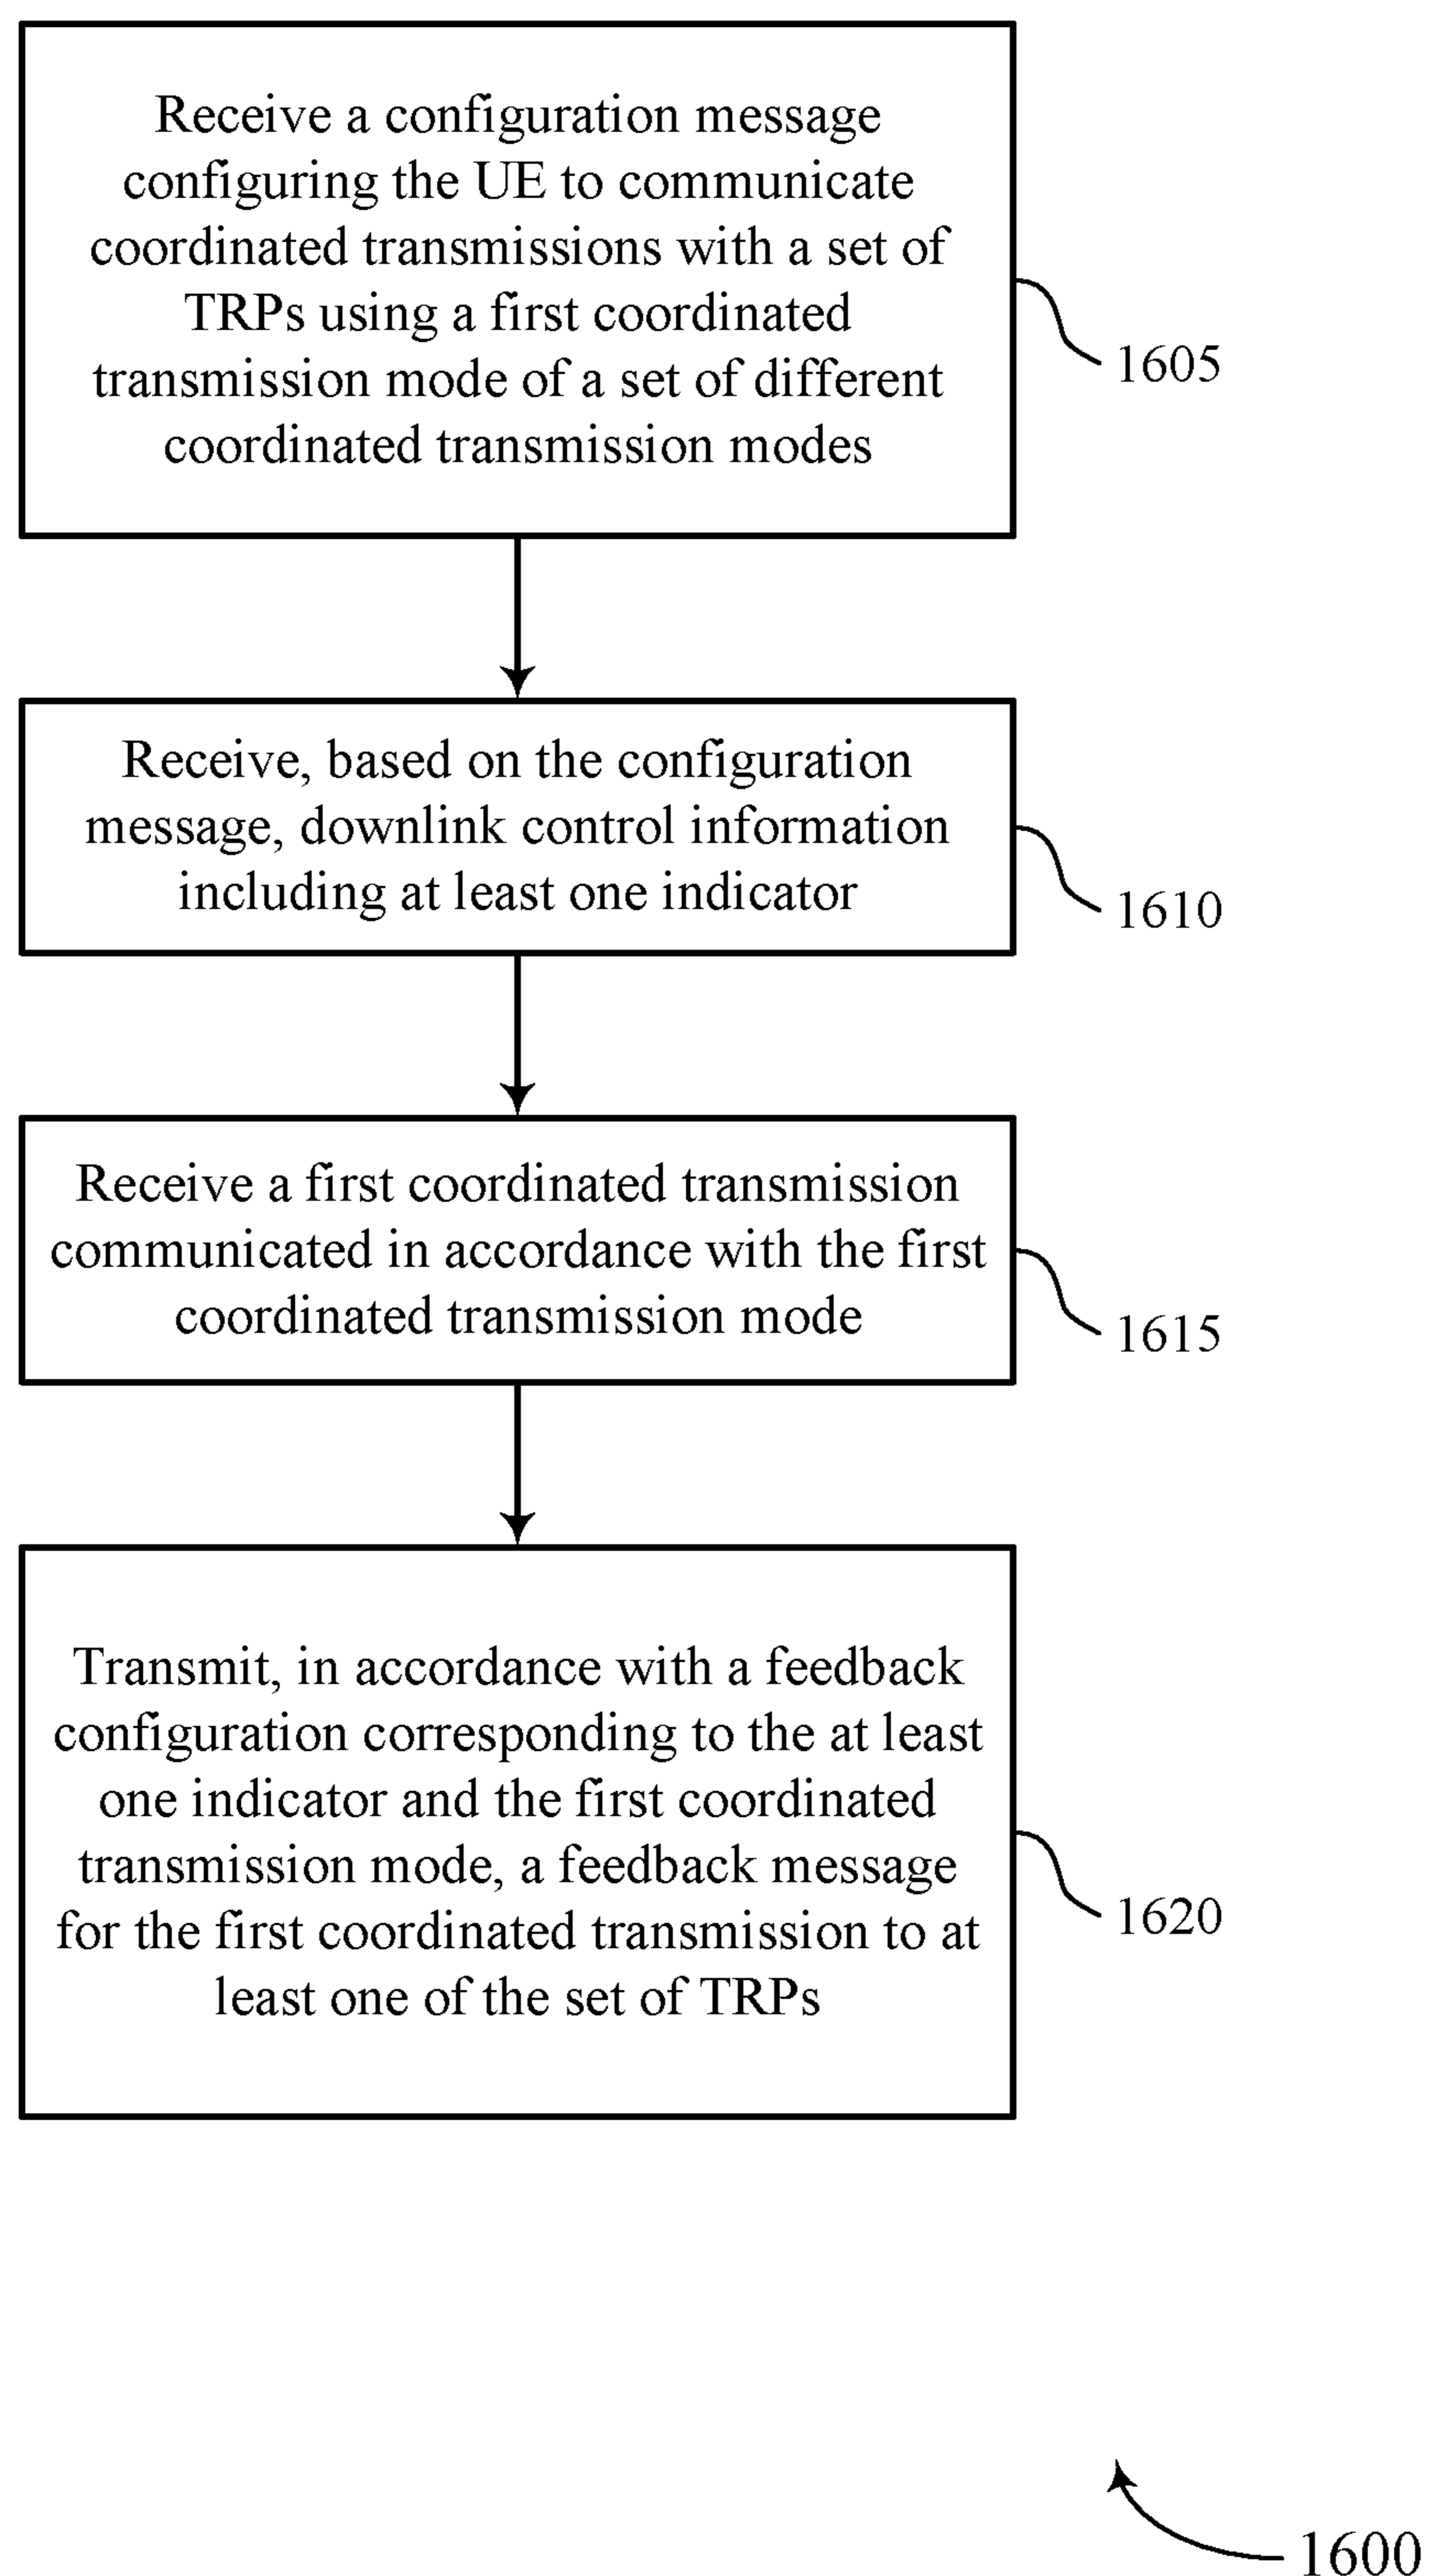 Receive a configuration message
configuring the UE to communicate
coordinated transmissions with a set of
TRPs using a first coordinated
transmission mode of a set of different
coordinated transmission modes
1605
Receive, based on the configuration
message, downlink control information
including at least one indicator
1610
Receive a first coordinated transmission
communicated in accordance with the first
coordinated transmission mode
1615
Transmit, in accordance with a feedback
configuration corresponding to the at least
one indicator and the first coordinated
transmission mode, a feedback message
for the first coordinated transmission to at
least one of the set of TRPs
1620
1600